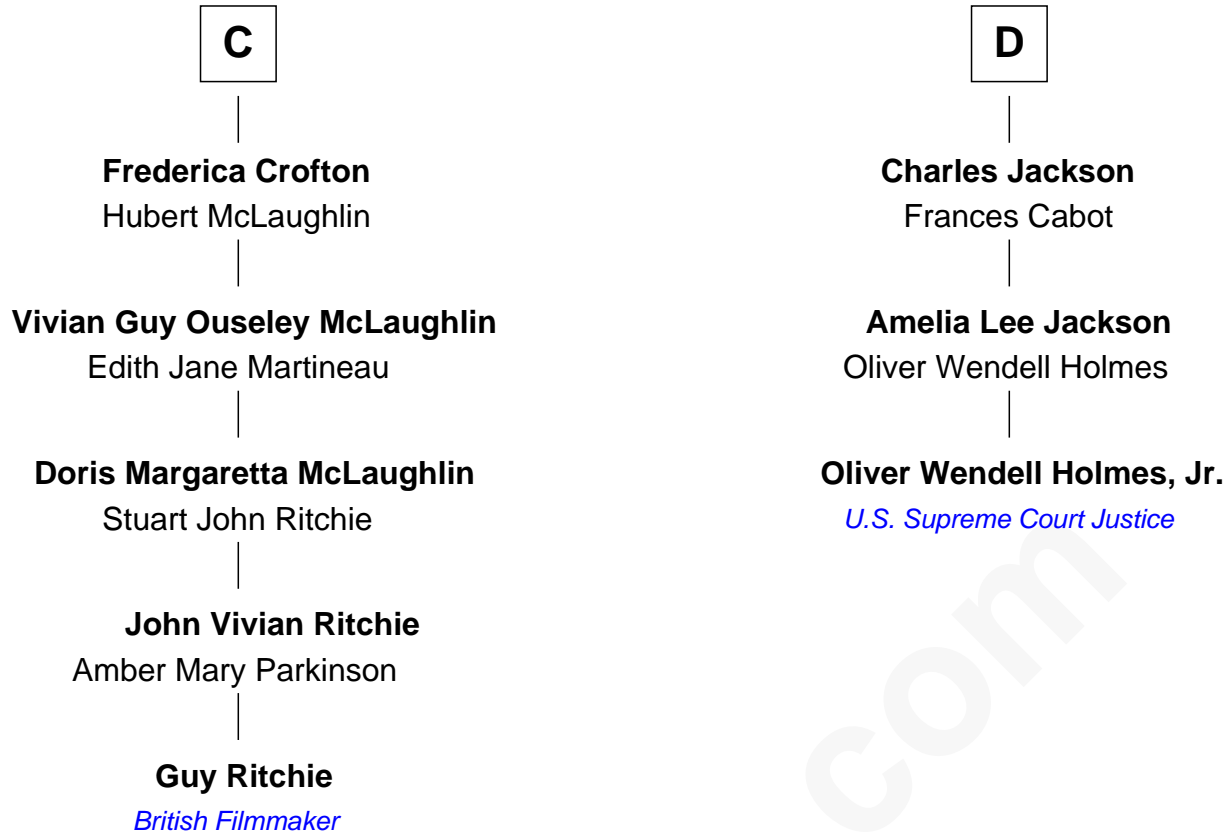 C
Frederica Crofton
Hubert McLaughlin
Vivian Guy Ouseley McLaughlin
Edith Jane Martineau
Doris Margaretta McLaughlin
Stuart John Ritchie
John Vivian Ritchie
Amber Mary Parkinson
Guy Ritchie
British Filmmaker
D
Charles Jackson
Frances Cabot
Amelia Lee Jackson
Oliver Wendell Holmes
Oliver Wendell Holmes, Jr.
U.S. Supreme Court Justice
com